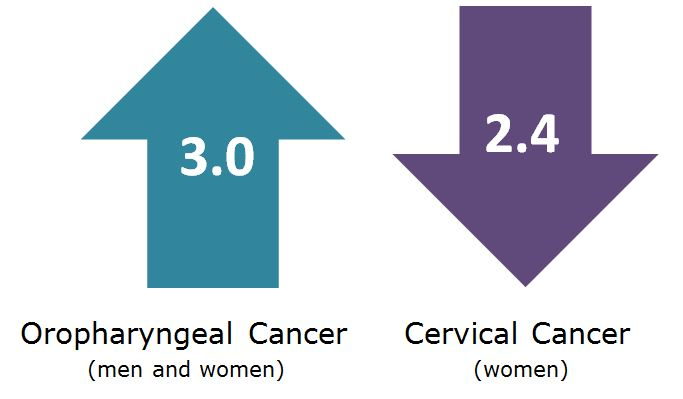 3.0
2.4
Oropharyngeal Cancer
(men and women)
Cervical Cancer
(women)